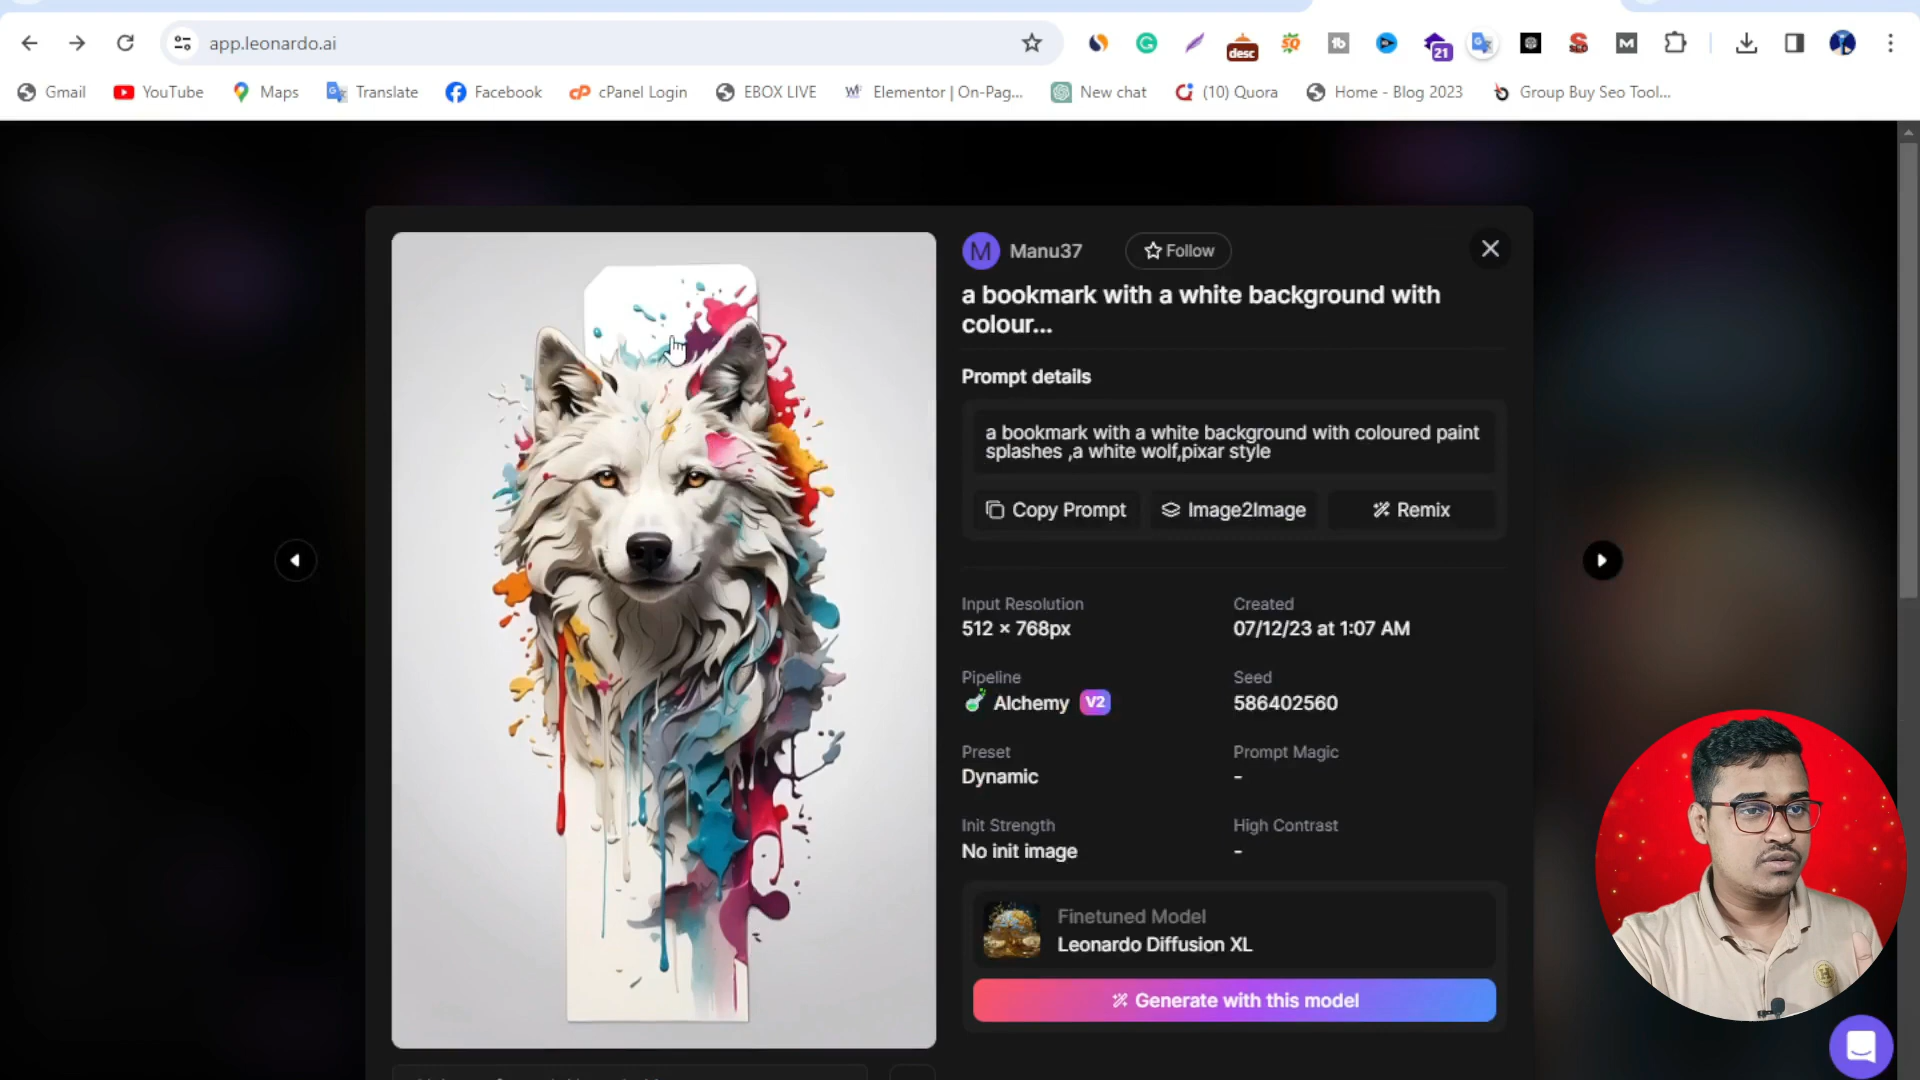 app.leonardo.ai
desc
21
Gmail YouTube Maps Translate Facebook cPanel Login EBOX LIVE Elementor | On-Pag... New chat (10) Quora Home - Blog 2023 Group Buy Seo Tool...
M Manu37 Follow
a bookmark with a white background with
colour...
Prompt details
a bookmark with a white background with coloured paint
splashes ,a white wolf,pixar style
Copy Prompt Image2Image Remix
Input Resolution Created
512 × 768px 07/12/23 at 1:07 AM
Pipeline Seed
Alchemy V2 586402560
Preset Prompt Magic
Dynamic -
Init Strength High Contrast
No init image -
Finetuned Model
Leonardo Diffusion XL
Generate with this model